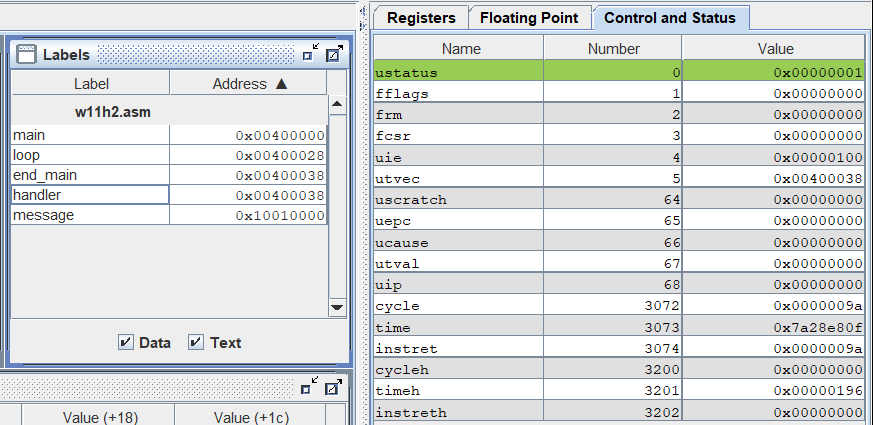 Labels
Label Address ▲
w11h2.asm
main 0x00400000
loop 0x00400028
end_main 0x00400038
handler 0x00400038
message 0x10010000
Data Text
Value (+18) Value (+1c)
Registers Floating Point Control and Status
Name Number Value
ustatus 0 0x00000001
fflags 1 0x00000000
frm 2 0x00000000
fcsr 3 0x00000000
uie 4 0x00000100
utvec 5 0x00400038
uscratch 64 0x00000000
uepc 65 0x00000000
ucause 66 0x00000000
utval 67 0x00000000
uip 68 0x00000000
cycle 3072 0x0000009a
time 3073 0x7a28e80f
instret 3074 0x0000009a
cycleh 3200 0x00000000
timeh 3201 0x00000196
instreth 3202 0x00000000